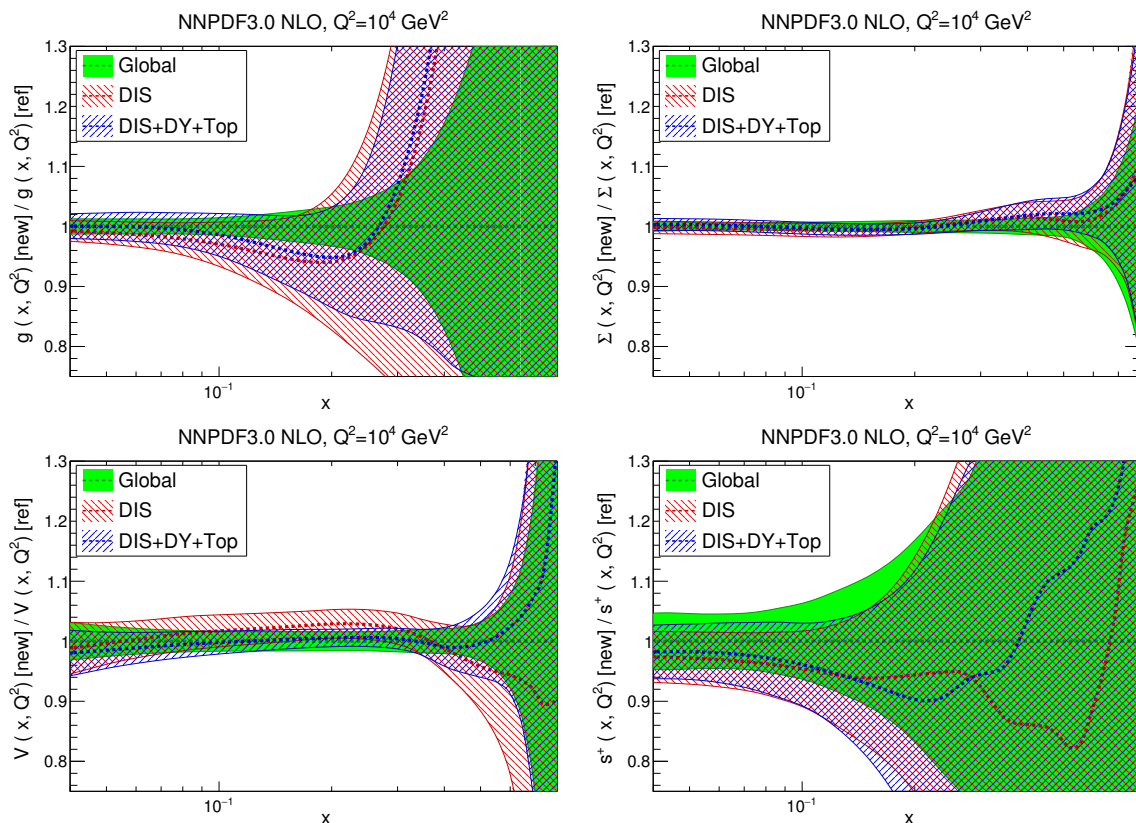 NNPDF3.0 NLO, Q²=10⁴ GeV²
g ( x, Q²) [new] / g ( x, Q²) [ref]
1.3
1.2
1.1
1
0.9
0.8
Global
DIS
DIS+DY+Top
10⁻¹
x
NNPDF3.0 NLO, Q²=10⁴ GeV²
Σ ( x, Q²) [new] / Σ ( x, Q²) [ref]
1.3
1.2
1.1
1
0.9
0.8
Global
DIS
DIS+DY+Top
10⁻¹
x
NNPDF3.0 NLO, Q²=10⁴ GeV²
V ( x, Q²) [new] / V ( x, Q²) [ref]
1.3
1.2
1.1
1
0.9
0.8
Global
DIS
DIS+DY+Top
10⁻¹
x
NNPDF3.0 NLO, Q²=10⁴ GeV²
s⁺ ( x, Q²) [new] / s⁺ ( x, Q²) [ref]
1.3
1.2
1.1
1
0.9
0.8
Global
DIS
DIS+DY+Top
10⁻¹
x